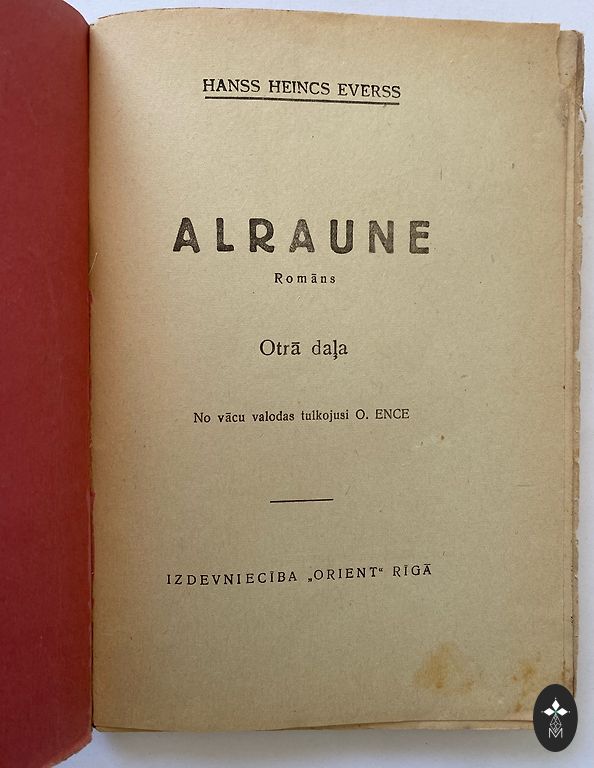 HANSS HEINCS EVERSS
ALRAUNE
Romāns
Otrā daļa
No vācu valodas tulkojusi O. ENCE
IZDEVNIECĪBA „ORIENT“ RĪGĀ
M